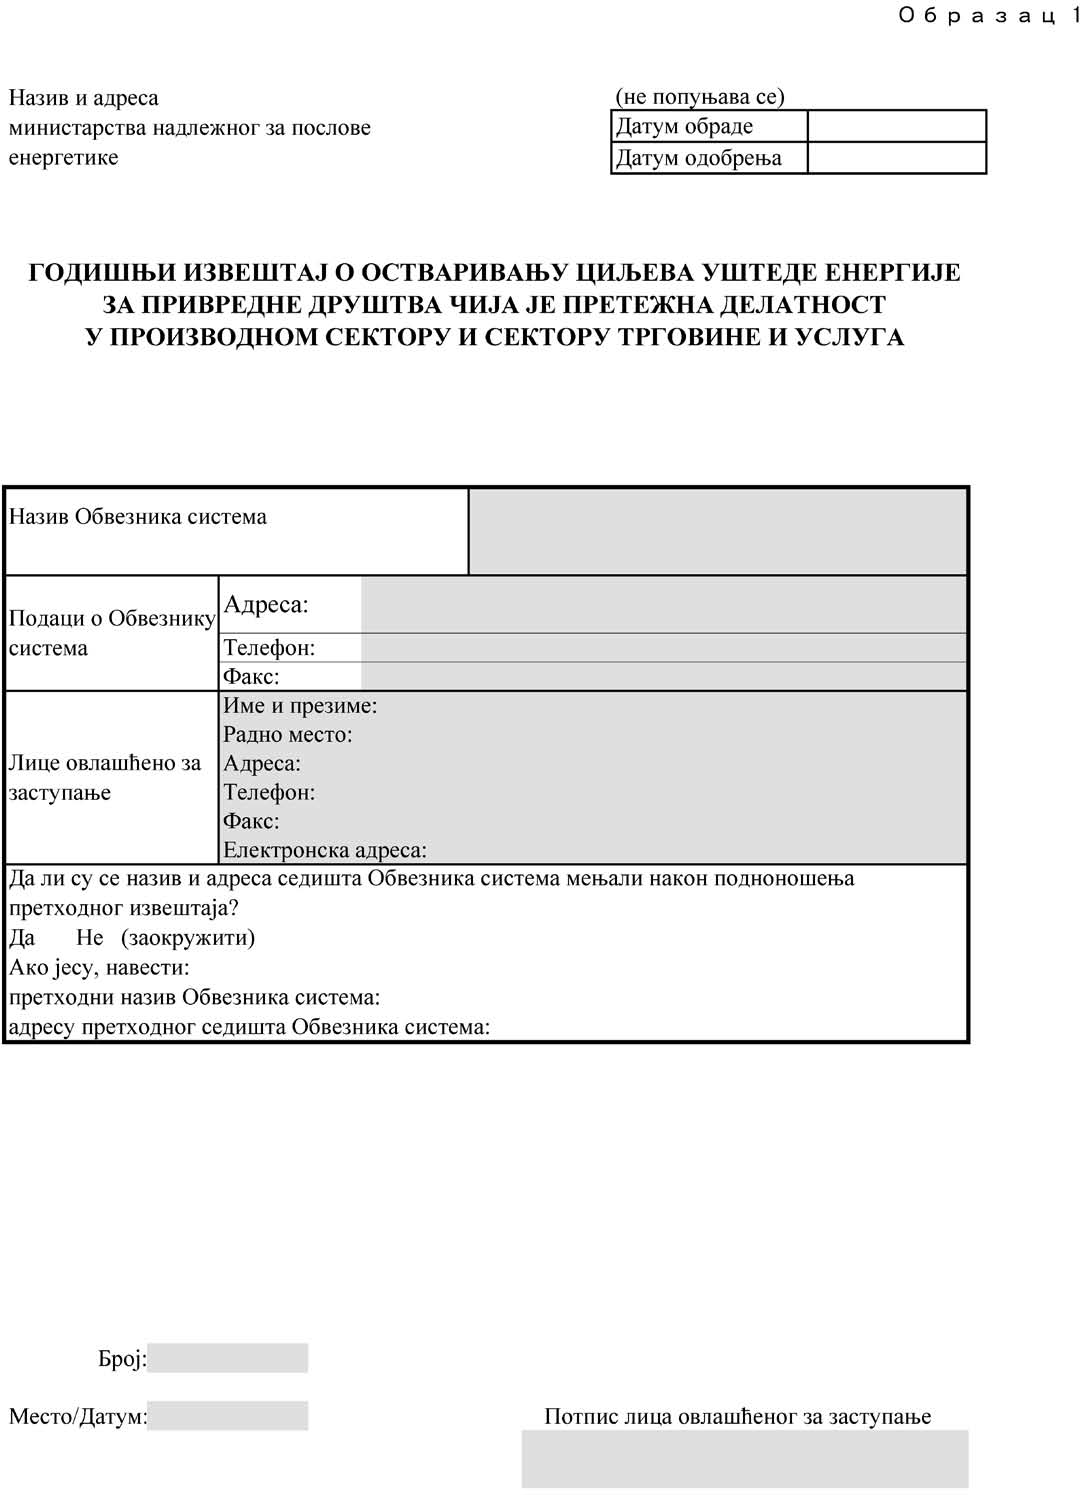 Образац 1
Назив и адреса
министарства надлежног за послове
енергетике
(не попуњава се)
Датум обраде
Датум одобрења
ГОДИШЊИ ИЗВЕШТАЈ О ОСТВАРИВАЊУ ЦИЉЕВА УШТЕДЕ ЕНЕРГИЈЕ
ЗА ПРИВРЕДНЕ ДРУШТВА ЧИЈА ЈЕ ПРЕТЕЖНА ДЕЛАТНОСТ
У ПРОИЗВОДНОМ СЕКТОРУ И СЕКТОРУ ТРГОВИНЕ И УСЛУГА
Назив Обвезника система
Подаци о Обвезнику
система
Адреса:
Телефон:
Факс:
Лице овлашћено за
заступање
Име и презиме:
Радно место:
Адреса:
Телефон:
Факс:
Електронска адреса:
Да ли су се назив и адреса седишта Обвезника система мењали након подноношења
претходног извештаја?
Да Не (заокружити)
Ако јесу, навести:
претходни назив Обвезника система:
адресу претходног седишта Обвезника система:
Број:
Место/Датум:
Потпис лица овлашћеног за заступање